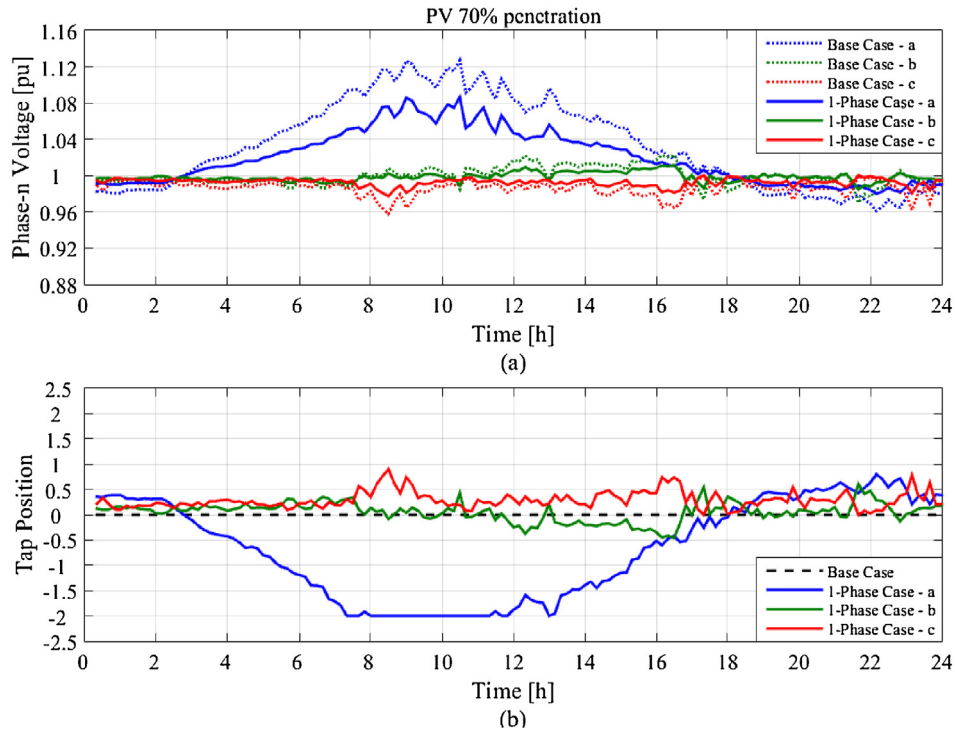 PV 70% pcnctration
1.16
1.12
1.08
1.04
1
0.96
0.92
0.88
Phase-n Voltage [pu]
Base Case - a
Base Case - b
Base Case - c
1-Phase Case - a
1-Phase Case - b
1-Phase Case - c
0 2 4 6 8 10 12 14 16 18 20 22 24
Time [h]
(a)
2.5
2
1.5
1
0.5
0
-0.5
-1
-1.5
-2
-2.5
Tap Position
Base Case
1-Phase Case - a
1-Phase Case - b
1-Phase Case - c
0 2 4 6 8 10 12 14 16 18 20 22 24
Time [h]
(b)